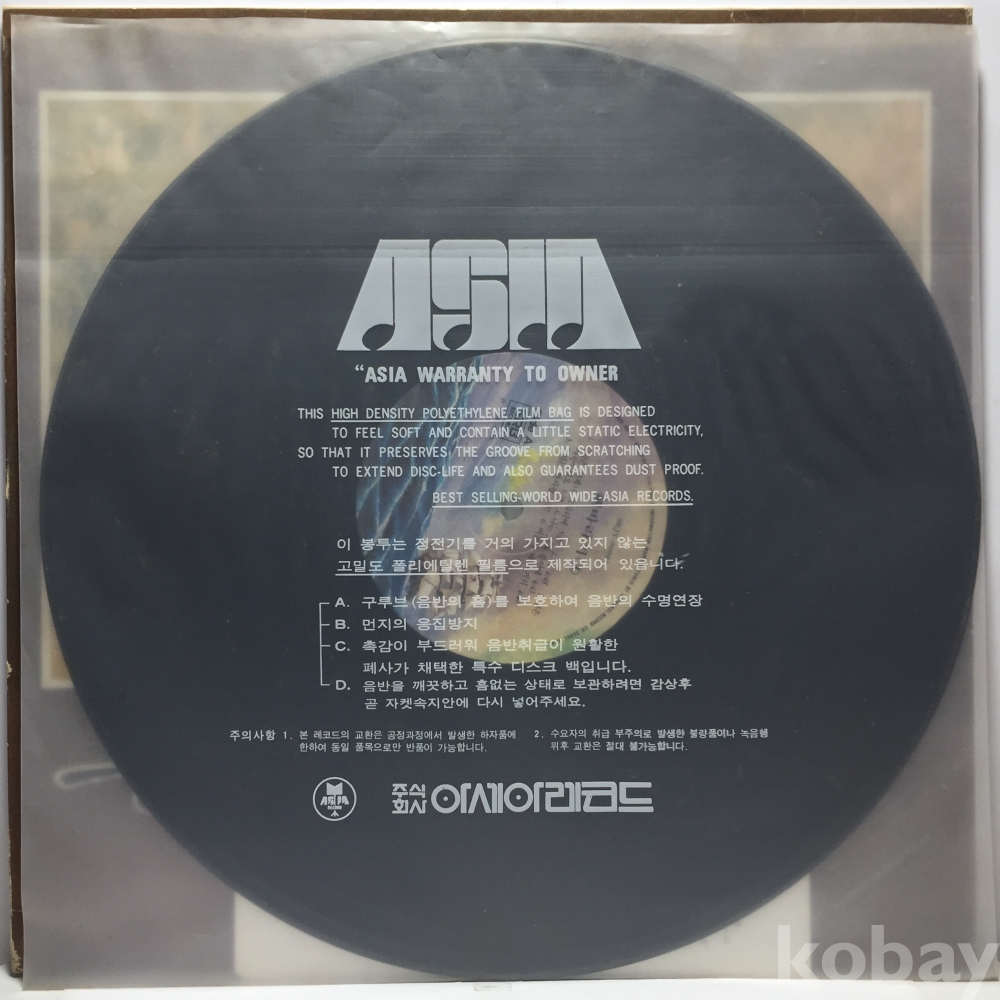 ASIA
“ASIA WARRANTY TO OWNER
THIS HIGH DENSITY POLYETHYLENE FILM BAG IS DESIGNED
TO FEEL SOFT AND CONTAIN A LITTLE STATIC ELECTRICITY,
SO THAT IT PRESERVES THE GROOVE FROM SCRATCHING
TO EXTEND DISC-LIFE AND ALSO GUARANTEES DUST PROOF.
BEST SELLING-WORLD WIDE-ASIA RECORDS.
이 봉투는 정전기를 거의 가지고 있지 않는
고밀도 폴리에틸렌 필름으로 제작되어 있읍니다.
A. 구루브(음반의 홈)를 보호하여 음반의 수명연장
B. 먼지의 응집방지
C. 촉감이 부드러워 음반취급이 원활한
폐사가 채택한 특수 디스크 백입니다.
D. 음반을 깨끗하고 흠없는 상태로 보관하려면 감상후
곧 자켓속지안에 다시 넣어주세요.
주의사항 1. 본 레코드의 교환은 공정과정에서 발생한 하자품에
한하여 동일 품목으로만 반품이 가능합니다.
2. 수요자의 취급 부주의로 발생한 불량품이나 녹음행
위후 교환은 절대 불가능합니다.
ASIA
RECORD
주식회사 아세아레코드
kobay